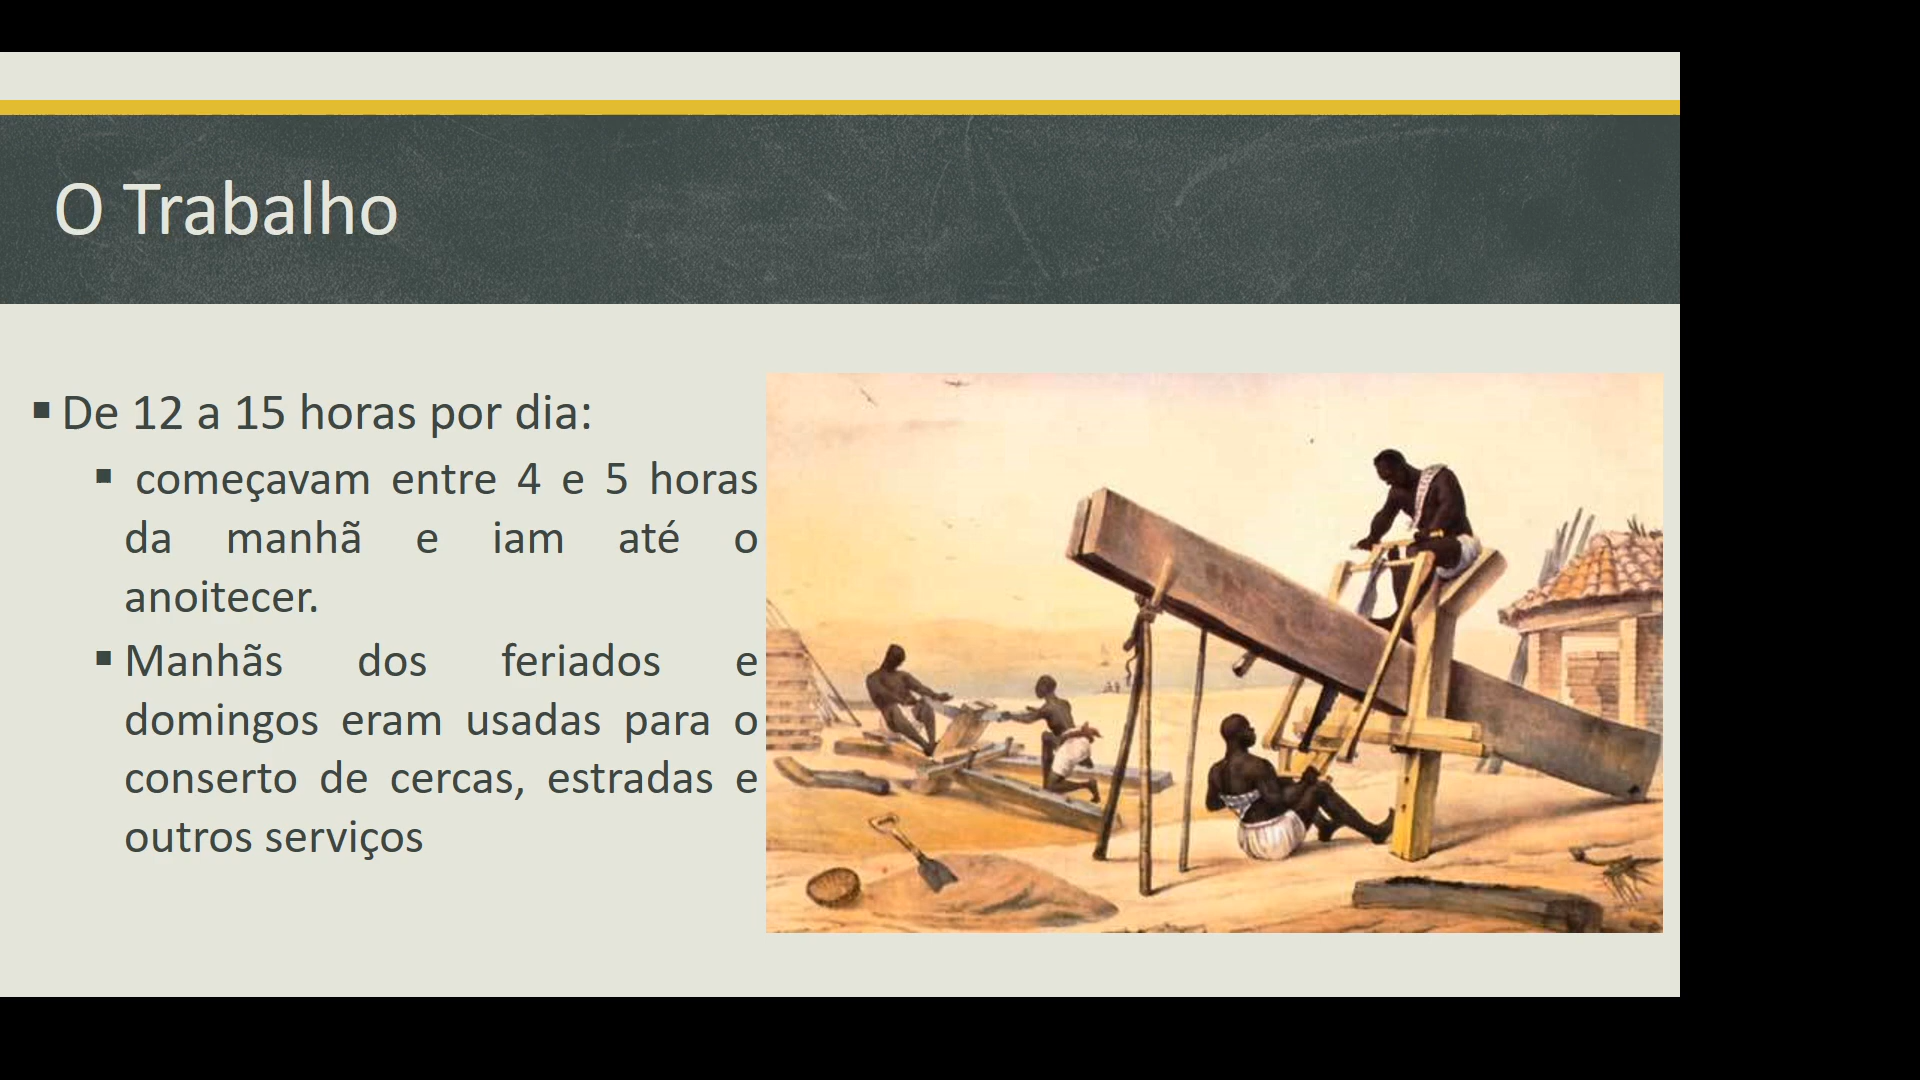 O Trabalho
▪ De 12 a 15 horas por dia:
▪ começavam entre 4 e 5 horas
da manhã e iam até o
anoitecer.
▪ Manhãs dos feriados e
domingos eram usadas para o
conserto de cercas, estradas e
outros serviços